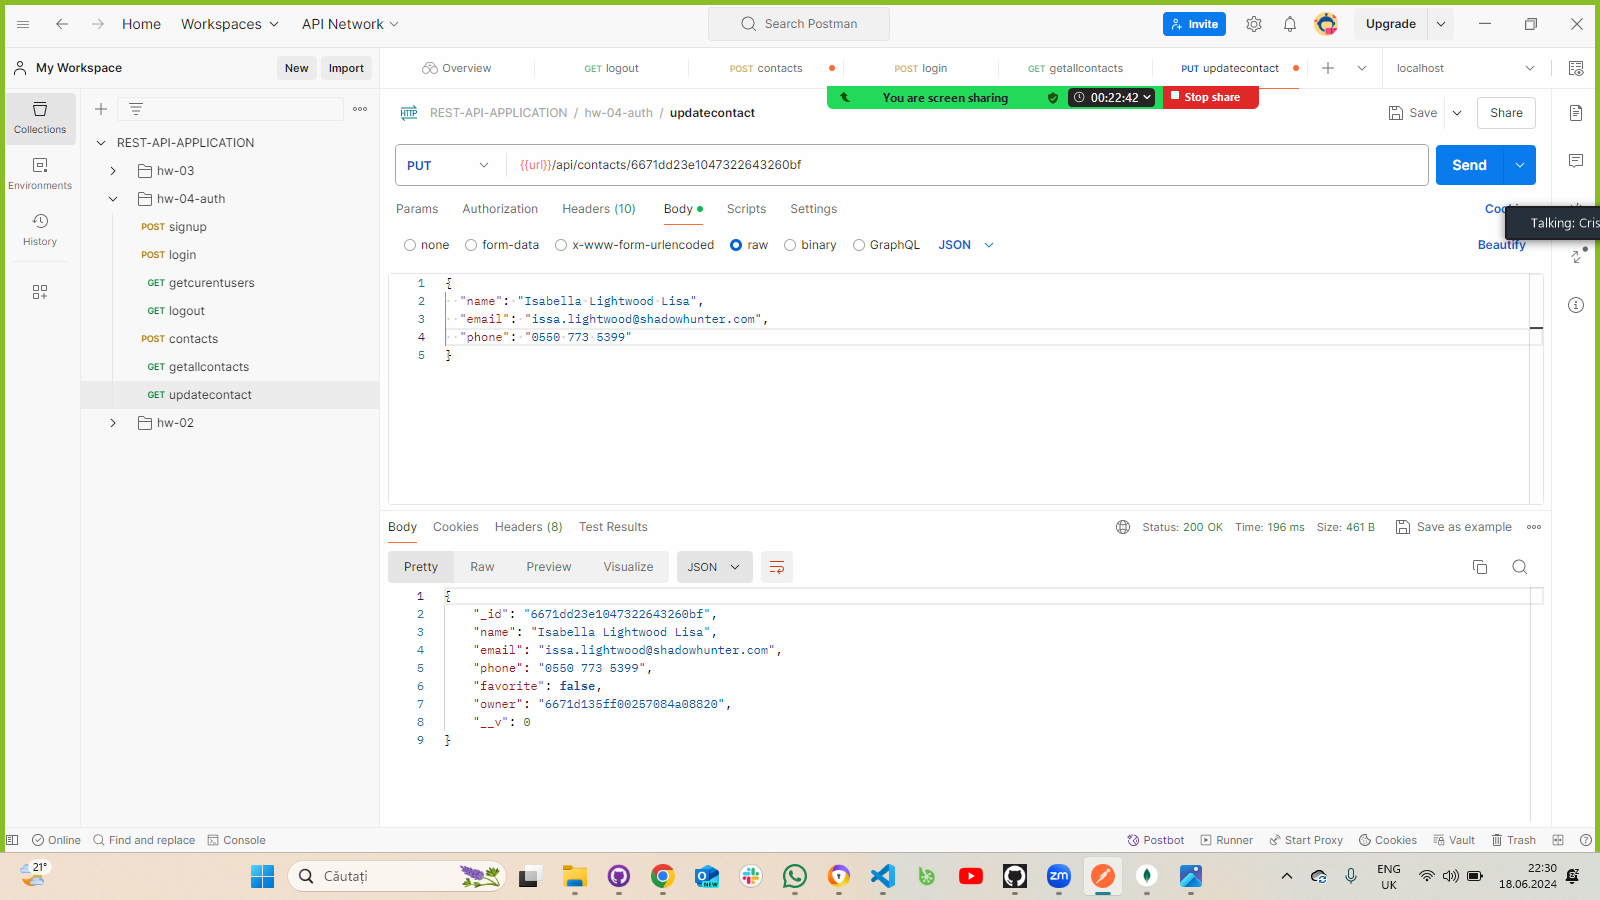 Home
Workspaces
API Network
Search Postman
Invite
Upgrade
My Workspace
New
Import
Overview
GET logout
POST contacts
POST login
GET getallcontacts
PUT updatecontact
localhost
You are screen sharing
00:22:42
Stop share
Collections
Environments
History
REST-API-APPLICATION
hw-03
hw-04-auth
POST signup
POST login
GET getcurentusers
GET logout
POST contacts
GET getallcontacts
GET updatecontact
hw-02
HTTP
REST-API-APPLICATION / hw-04-auth / updatecontact
Save
Share
PUT
{{url}}/api/contacts/6671dd23e1047322643260bf
Send
Params
Authorization
Headers (10)
Body
Scripts
Settings
Talking: Cris
none
form-data
x-www-form-urlencoded
raw
binary
GraphQL
JSON
Beautify
1 {
2 "name": "Isabella Lightwood Lisa",
3 "email": "issa.lightwood@shadowhunter.com",
4 "phone": "0550 773 5399"
5 }
Body
Cookies
Headers (8)
Test Results
Status: 200 OK
Time: 196 ms
Size: 461 B
Save as example
Pretty
Raw
Preview
Visualize
JSON
1 {
2 "_id": "6671dd23e1047322643260bf",
3 "name": "Isabella Lightwood Lisa",
4 "email": "issa.lightwood@shadowhunter.com",
5 "phone": "0550 773 5399",
6 "favorite": false,
7 "owner": "6671d135ff00257084a08820",
8 "__v": 0
9 }
Online
Find and replace
Console
Postbot
Runner
Start Proxy
Cookies
Vault
Trash
21°
Căutați
NEW
zm
ENG
UK
22:30
18.06.2024